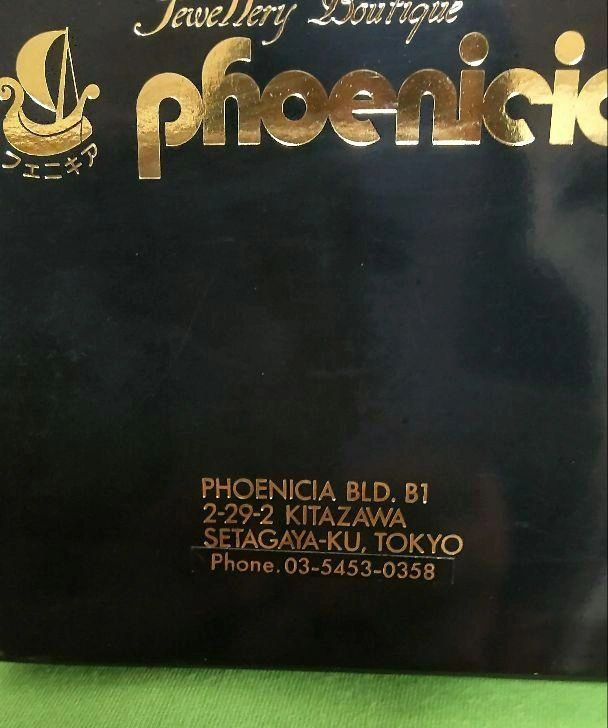 Jewellery Boutique
phoenicia
フェニキア
PHOENICIA BLD. B1
2-29-2 KITAZAWA
SETAGAYA-KU, TOKYO
Phone. 03-5453-0358